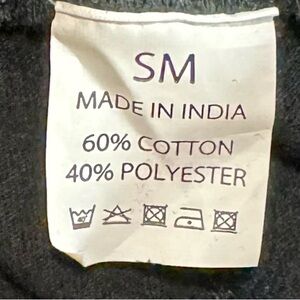 SM
MADE IN INDIA
60% COTTON
40% POLYESTER